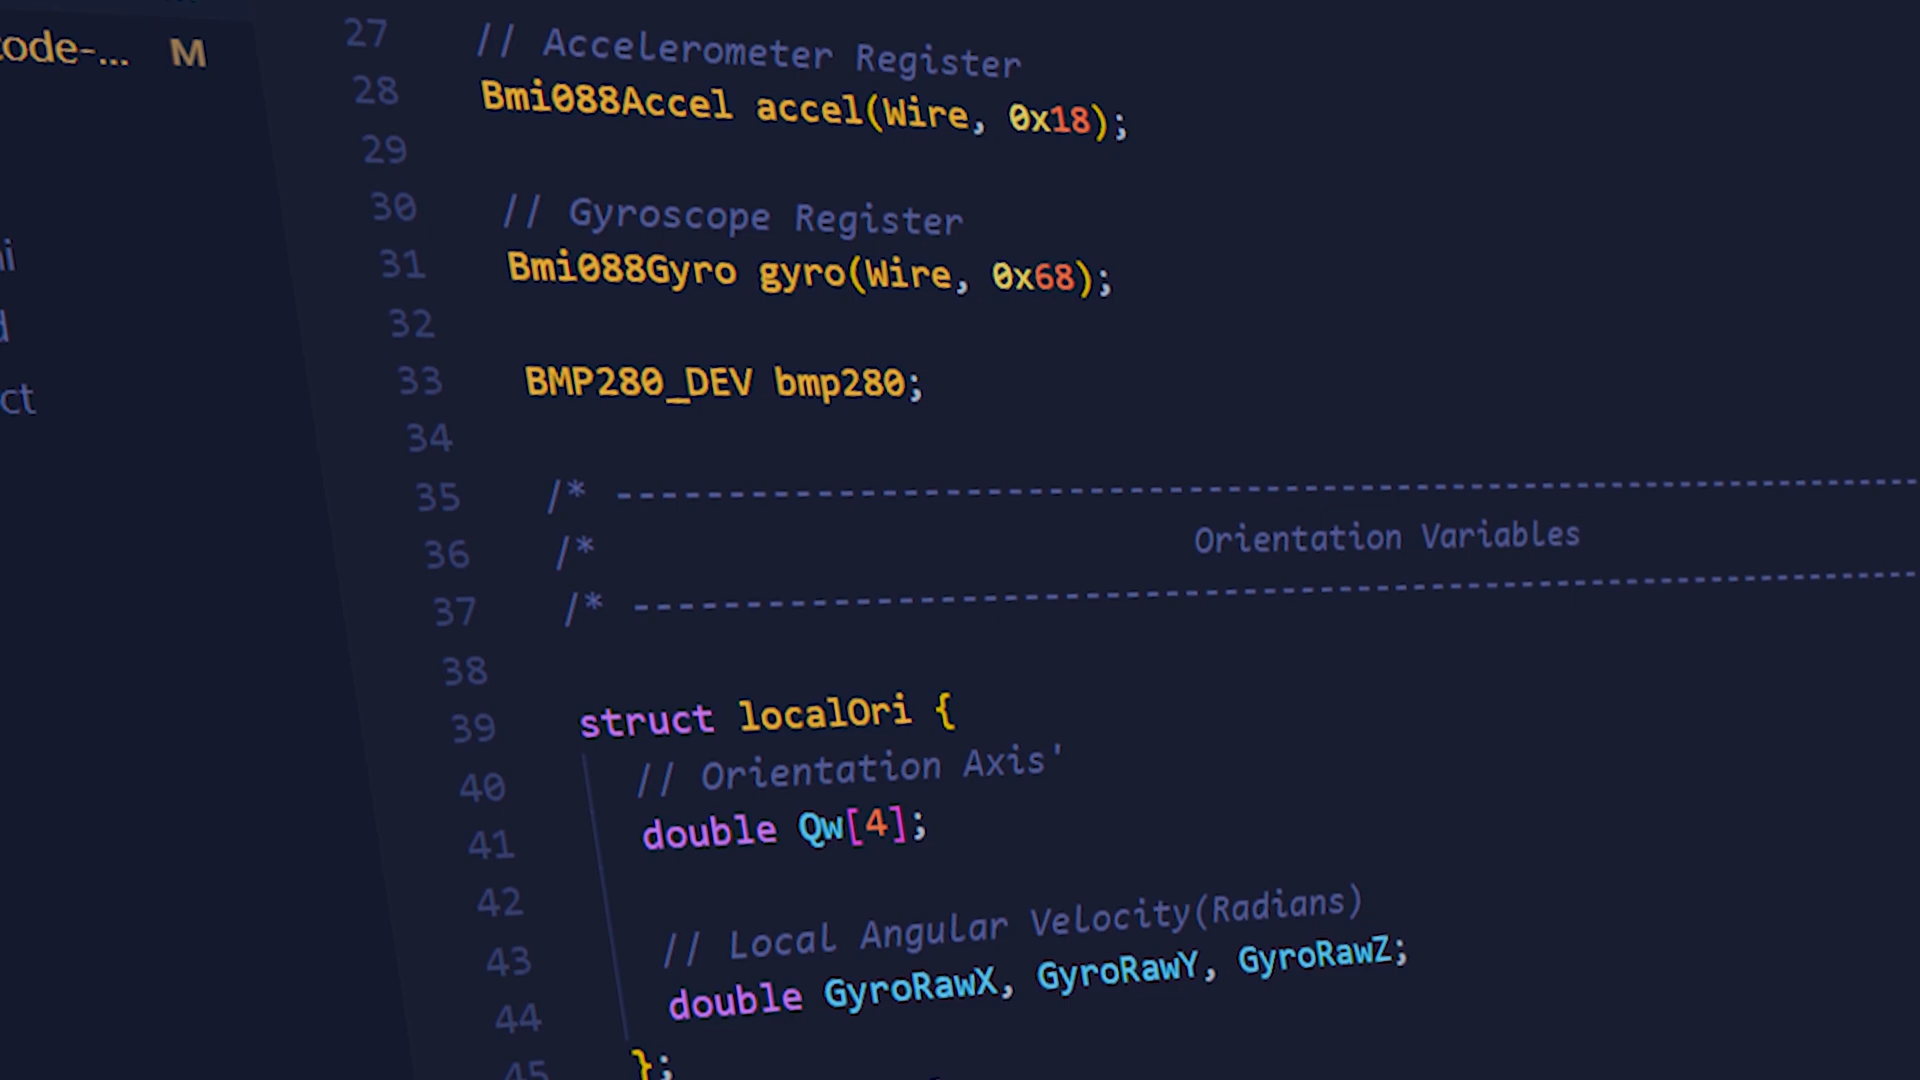 code-... M
27 // Accelerometer Register
28 Bmi088Accel accel(Wire, 0x18);
29
30 // Gyroscope Register
31 Bmi088Gyro gyro(Wire, 0x68);
32
33 BMP280_DEV bmp280;
34
35 /* ----------------------------------------------------------
36 /* Orientation Variables
37 /* ----------------------------------------------------------
38
39 struct localOri {
40 // Orientation Axis'
41 double Qw[4];
42
43 // Local Angular Velocity(Radians)
44 double GyroRawX, GyroRawY, GyroRawZ;
45 };